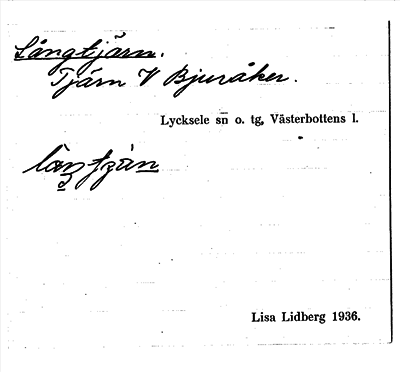 Långtjärn.
Tjärn V Bjuråker.
Lycksele sn o. tg, Västerbottens l.
Lisa Lidberg 1936.